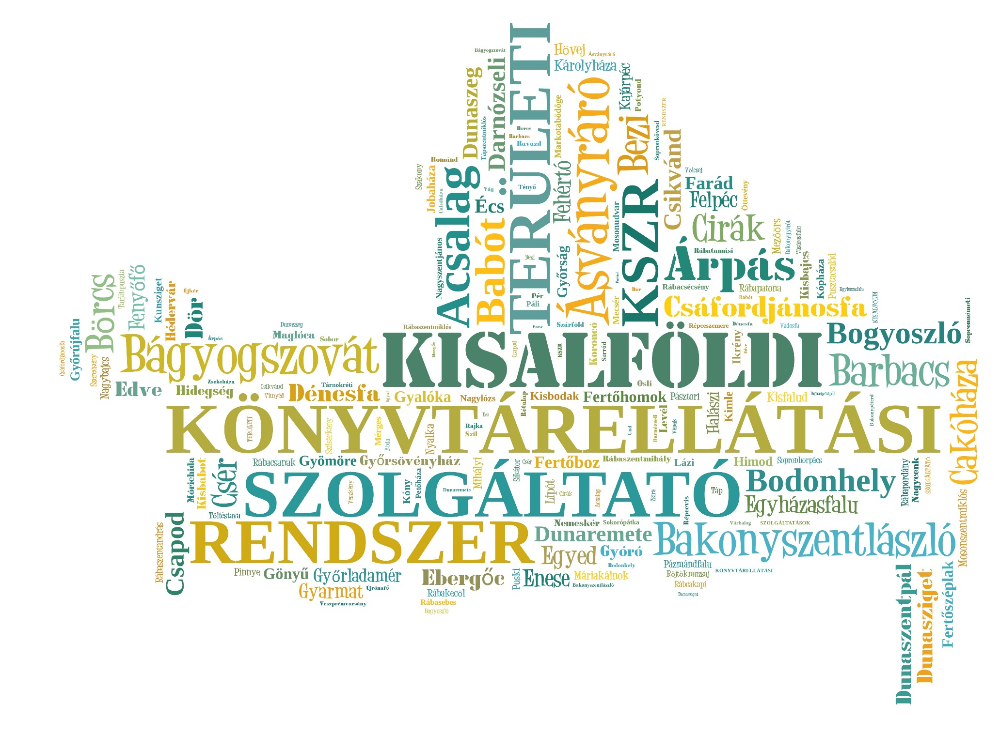 TERÜLETI
Bágyogszovát
Hövej
Ásványráró
Károlyháza
Dunaszeg
Darnózseli
Kajárpéc
Potyond
RENDSZER
Tápszentmiklós
Börcs
Barbacs
Ravazd
Markotabödöge
Ásványráró
Bezi
Sopronkövesd
Csikvánd
Románd
Szakony
Jobaháza
Cakóháza
Acsalag
Vág
Tényő
Fehértó
Völcsej
Farád
Felpéc
Öttevény
Écs
KSZR
Mosonudvar
Babót
Cirák
Mezőörs
Bakonygyirót
Vásárosfalu
Nagyszentjános
Bezi
Győrság
Rábatamási
Árpás
Kisbajcs
Kópháza
Pusztacsalád
Farád
Dör
Rábacsécsény
Rábapatona
Egyházasfalu
Babót
Pér
Páli
Mecsér
Csáfordjánosfa
KISALFÖLDI
Sopronnémeti
Börcs
Tarjánpuszta
Fenyőfő
Kunsziget
Hédervár
Újkér
Dör
Árpás
Győrújfalu
Csáfordjánosfa
Szerecseny
Nagybajcs
Dunaszeg
Maglóca
Sobor
Rábaszentmiklós
Enese
Szárföld
Koroncó
Répceszemere
Dénesfa
Vadosfa
Bágyogszovát
KISALFÖLDI
Ebergőc
Csapod
KSZR
Sarród
Ikrény
Edve
Osli
Bogyoszló
Barbacs
Cakóháza
Edve
Hidegség
Zsebeháza
Csikvánd
Vitnyéd
Tárnokréti
Dénesfa
Egyed
Gyalóka
Nagylózs
Rétalap
Kisbodak
Fertőhomok
Pásztori
Halászi
Kimle
Kisfalud
Dunaszentpál
Bakonypéterd
KÖNYVTÁRELLÁTÁSI
TERÜLETI
Szilsárkány
Mérges
Abda
Nyalka
Écs
Rajka
Szil
Und
Darnózseli
Levél
Vének
Mórichida
Kisbabot
Csér
Rábacsanak
Gyömöre
Győrsövényház
Mihályi
Sikátor
Csér
Fertőboz
Rábaszentmihály
Lázi
Himod
Sopronhorpács
Rábapordány
Nagycenk
SZOLGÁLTATÓ
SZOLGÁLTATÓ
Veszkény
Kóny
Petőháza
Dunaremete
Lipót
Cirák
Acsalag
Zsira
Répcevis
Táp
Bodonhely
Egyházasfalu
Mosonszentmiklós
Töltéstava
Rábaszentandrás
Csapod
RENDSZER
Nemeskér
Sokorópátka
Várbalog
SZOLGÁLTATÁSOK
Dunaremete
Bakonyszentlászló
Egyed
Gyóró
Bodonhely
Pázmándfalu
Röjtökmuzsaj
KÖNYVTÁRELLÁTÁSI
Rábcakapi
Dunasziget
Pinnye
Gönyű
Győrladamér
Ebergőc
Püski
Enese
Máriakálnok
Bakonyszentlászló
Gyarmat
Újrónafő
Rábakecöl
Veszprémvarsány
Rábasebes
Bogyoszló
Dunaszentpál
Dunasziget
Fertőszéplak